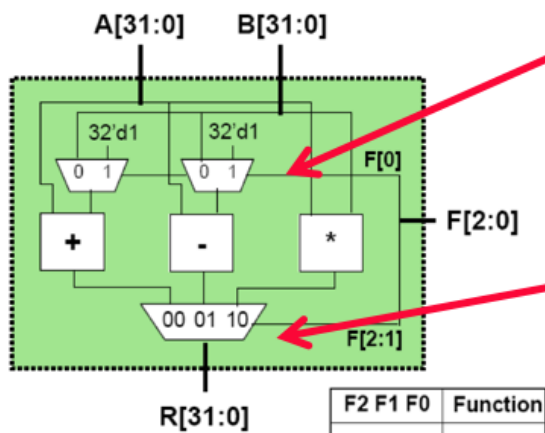 A[31:0] B[31:0]
32'd1 32'd1
0 1 0 1
F[0]
+ - *
F[2:0]
00 01 10
F[2:1]
R[31:0]
F2 F1 F0 Function